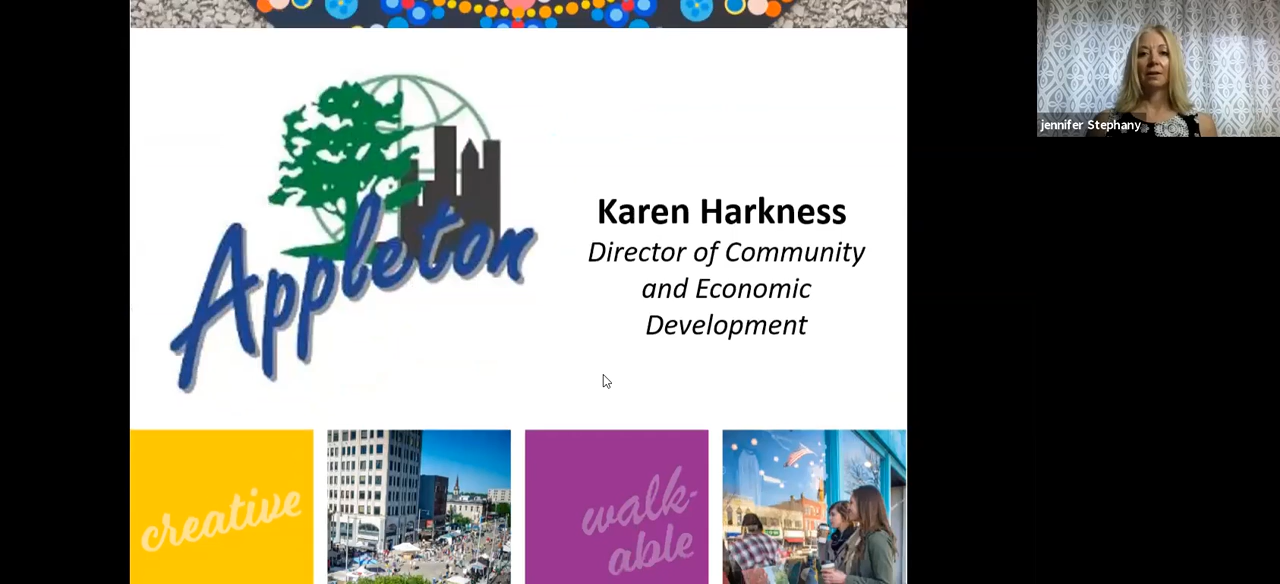 jennifer Stephany
Appleton
Karen Harkness
Director of Community
and Economic
Development
creative
walk-
able